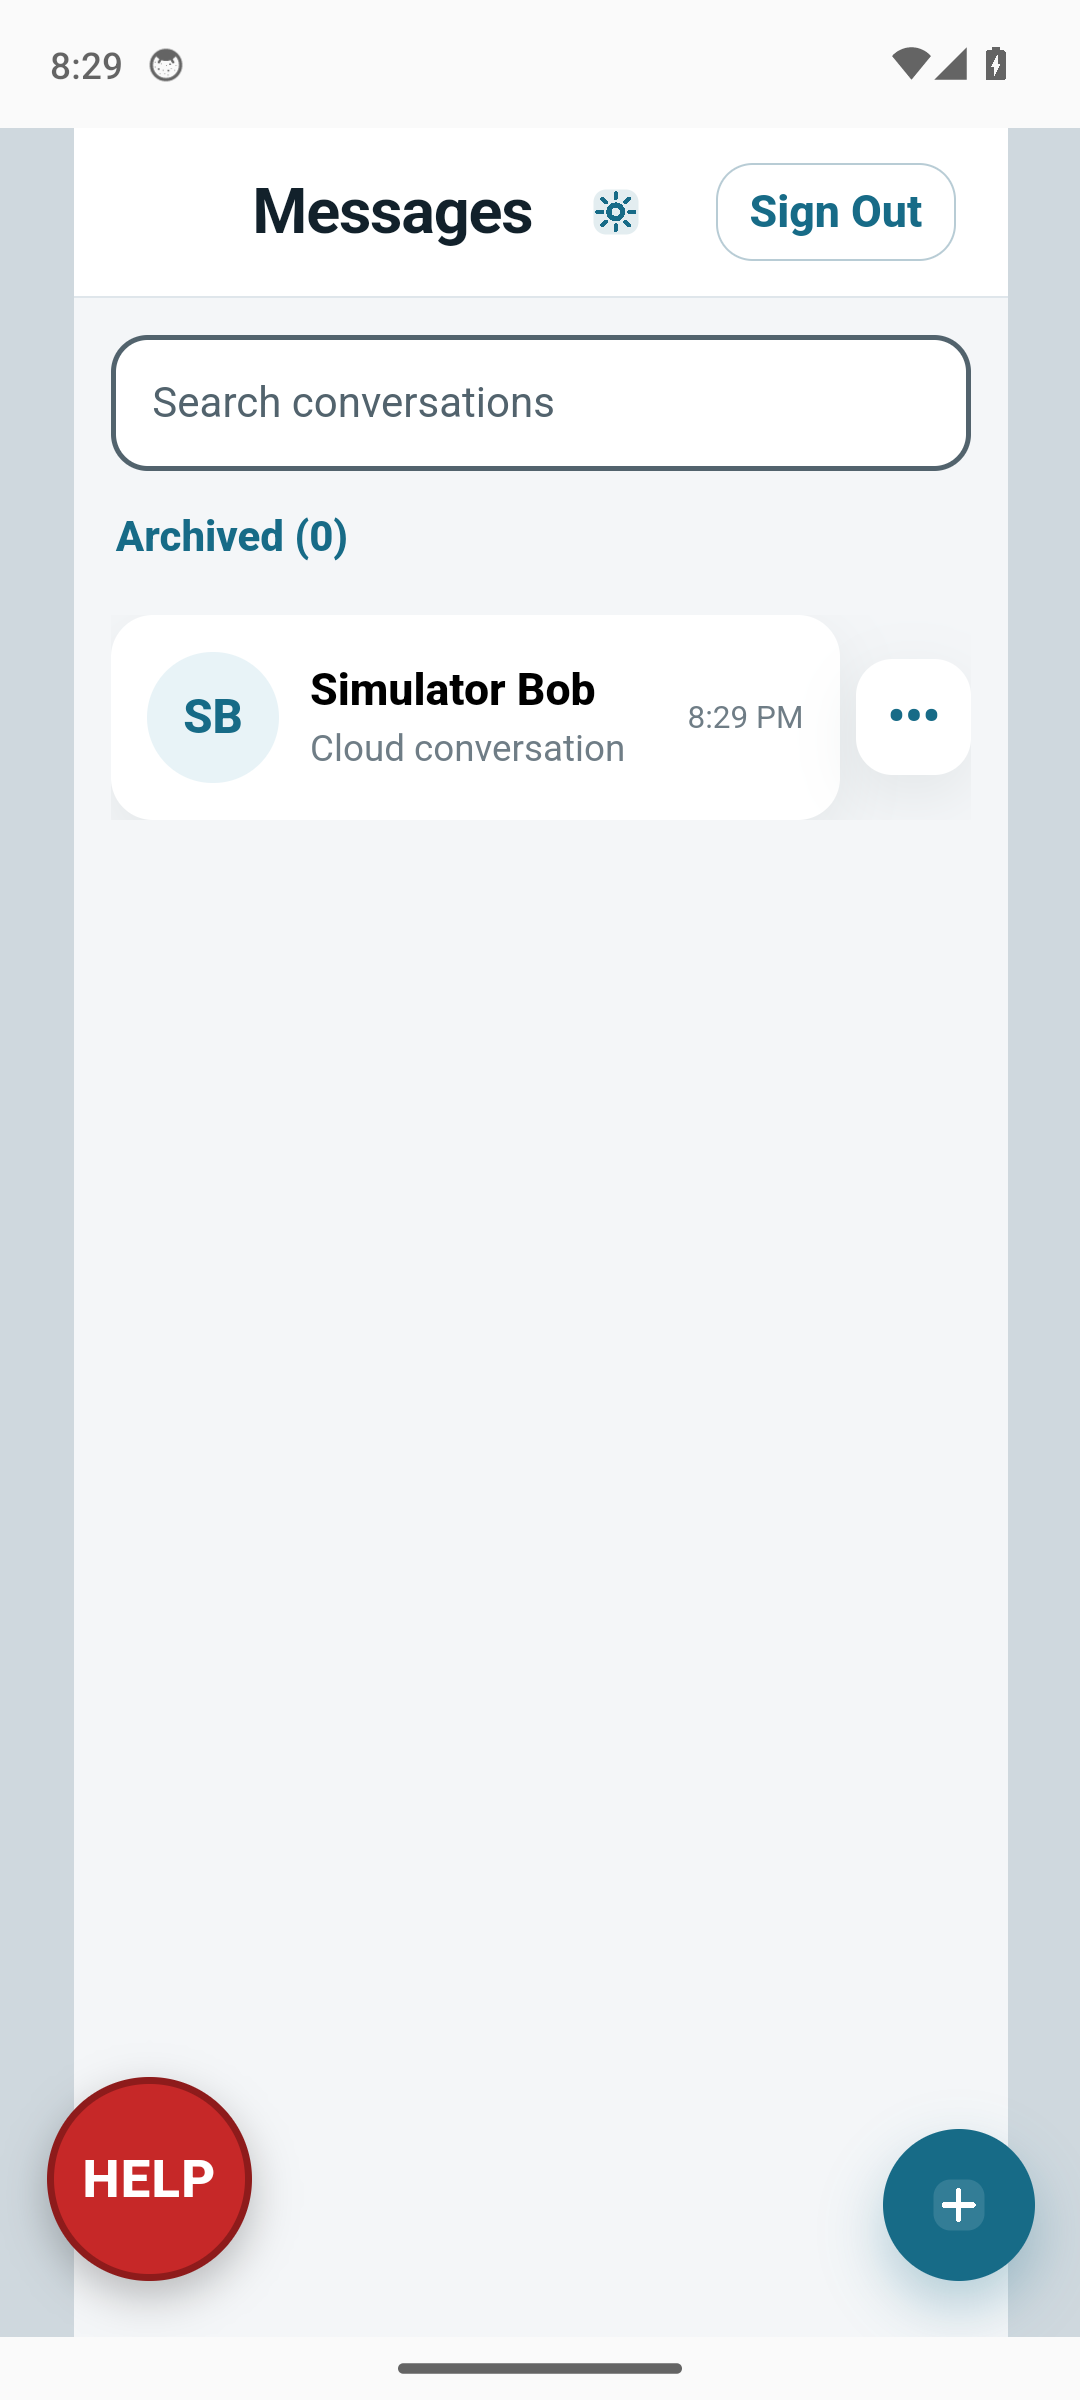 8:29
Messages
Sign Out
Search conversations
Archived (0)
SB
Simulator Bob
Cloud conversation
8:29 PM
HELP